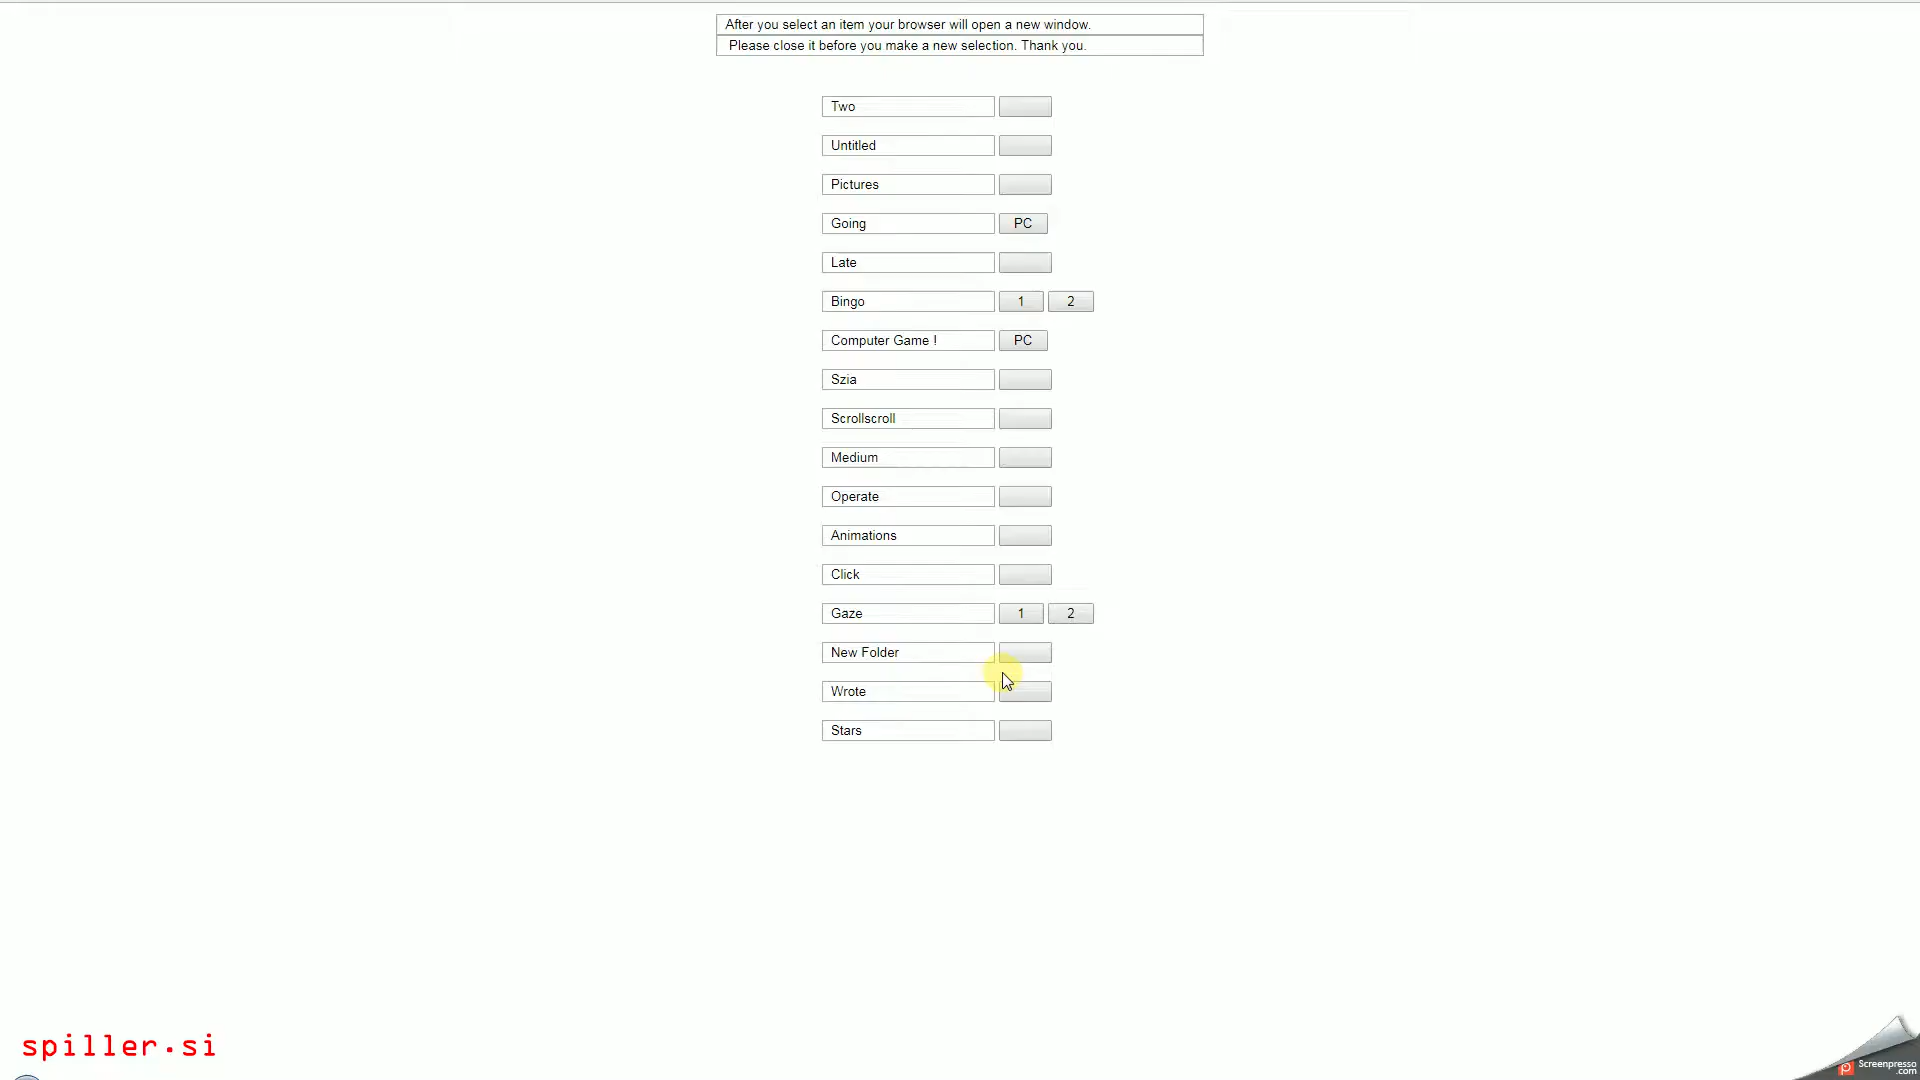 After you select an item your browser will open a new window.
Please close it before you make a new selection. Thank you.
Two
Untitled
Pictures
Going PC
Late
Bingo 1 2
Computer Game ! PC
Szia
Scrollscroll
Medium
Operate
Animations
Click
Gaze 1 2
New Folder
Wrote
Stars
spiller.si
Screenpresso
.com